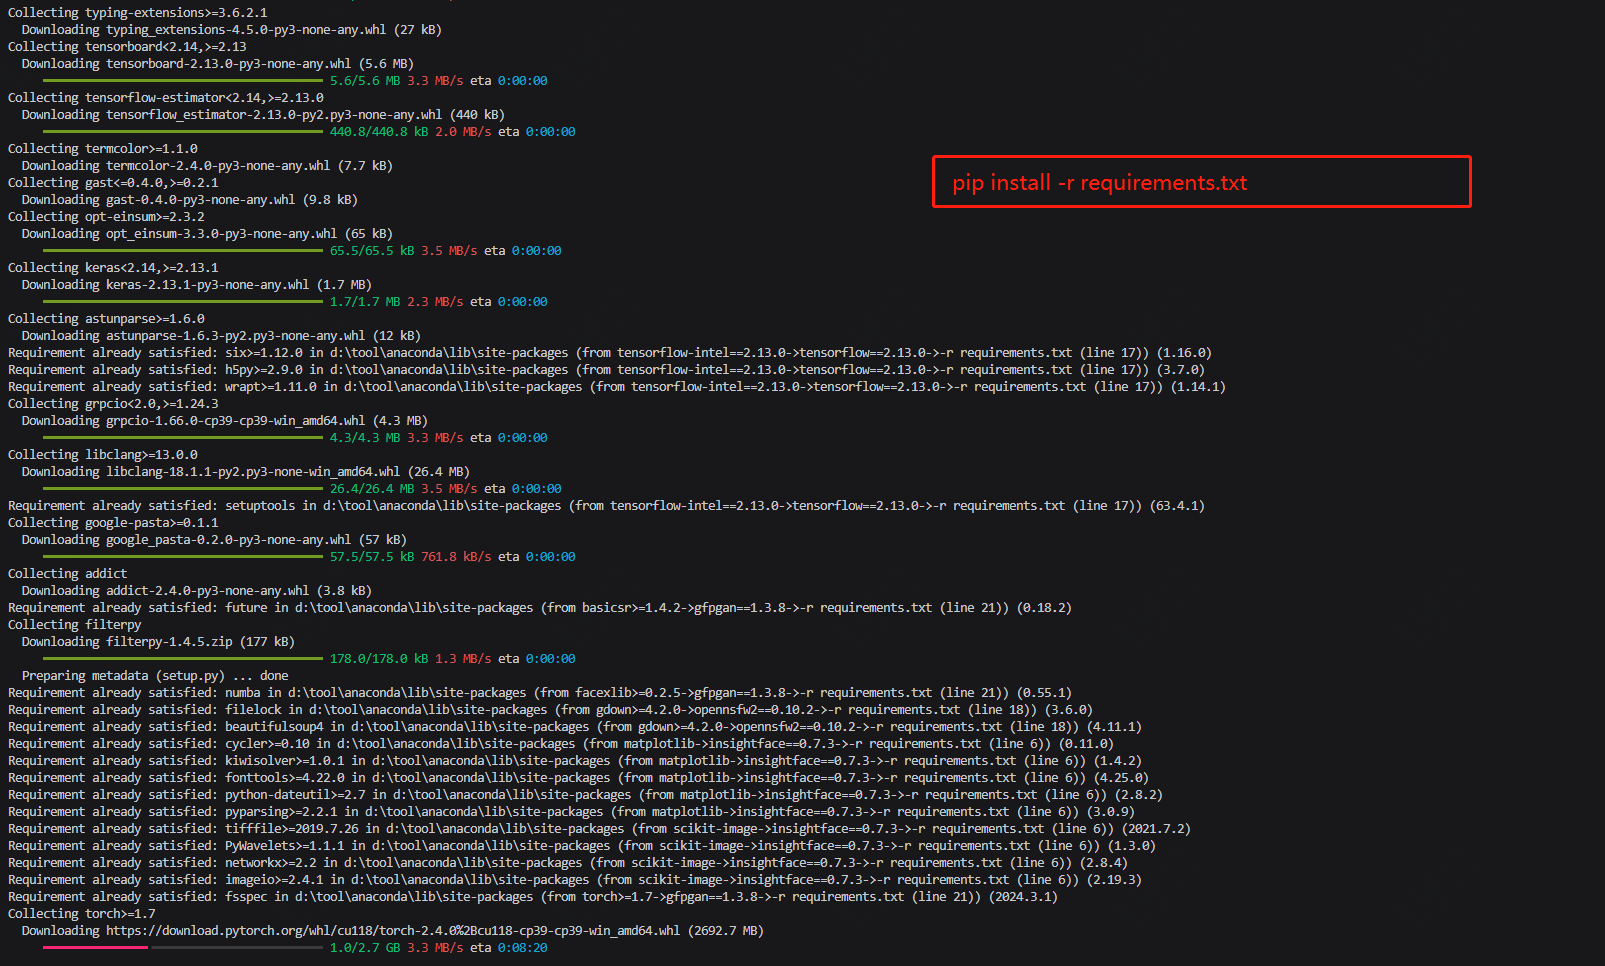 Collecting typing-extensions>=3.6.2.1
Downloading typing_extensions-4.5.0-py3-none-any.whl (27 kB)
Collecting tensorboard<2.14,>=2.13
Downloading tensorboard-2.13.0-py3-none-any.whl (5.6 MB)
5.6/5.6 MB 3.3 MB/s eta 0:00:00
Collecting tensorflow-estimator<2.14,>=2.13.0
Downloading tensorflow_estimator-2.13.0-py2.py3-none-any.whl (440 kB)
440.8/440.8 kB 2.0 MB/s eta 0:00:00
Collecting termcolor>=1.1.0
Downloading termcolor-2.4.0-py3-none-any.whl (7.7 kB)
pip install -r requirements.txt
Collecting gast<=0.4.0,>=0.2.1
Downloading gast-0.4.0-py3-none-any.whl (9.8 kB)
Collecting opt-einsum>=2.3.2
Downloading opt_einsum-3.3.0-py3-none-any.whl (65 kB)
65.5/65.5 kB 3.5 MB/s eta 0:00:00
Collecting keras<2.14,>=2.13.1
Downloading keras-2.13.1-py3-none-any.whl (1.7 MB)
1.7/1.7 MB 2.3 MB/s eta 0:00:00
Collecting astunparse>=1.6.0
Downloading astunparse-1.6.3-py2.py3-none-any.whl (12 kB)
Requirement already satisfied: six>=1.12.0 in d:\tool\anaconda\lib\site-packages (from tensorflow-intel==2.13.0->tensorflow==2.13.0->-r requirements.txt (line 17)) (1.16.0)
Requirement already satisfied: h5py>=2.9.0 in d:\tool\anaconda\lib\site-packages (from tensorflow-intel==2.13.0->tensorflow==2.13.0->-r requirements.txt (line 17)) (3.7.0)
Requirement already satisfied: wrapt>=1.11.0 in d:\tool\anaconda\lib\site-packages (from tensorflow-intel==2.13.0->tensorflow==2.13.0->-r requirements.txt (line 17)) (1.14.1)
Collecting grpcio<2.0,>=1.24.3
Downloading grpcio-1.66.0-cp39-cp39-win_amd64.whl (4.3 MB)
4.3/4.3 MB 3.3 MB/s eta 0:00:00
Collecting libclang>=13.0.0
Downloading libclang-18.1.1-py2.py3-none-win_amd64.whl (26.4 MB)
26.4/26.4 MB 3.5 MB/s eta 0:00:00
Requirement already satisfied: setuptools in d:\tool\anaconda\lib\site-packages (from tensorflow-intel==2.13.0->tensorflow==2.13.0->-r requirements.txt (line 17)) (63.4.1)
Collecting google-pasta>=0.1.1
Downloading google_pasta-0.2.0-py3-none-any.whl (57 kB)
57.5/57.5 kB 761.8 kB/s eta 0:00:00
Collecting addict
Downloading addict-2.4.0-py3-none-any.whl (3.8 kB)
Requirement already satisfied: future in d:\tool\anaconda\lib\site-packages (from basicsr>=1.4.2->gfpgan==1.3.8->-r requirements.txt (line 21)) (0.18.2)
Collecting filterpy
Downloading filterpy-1.4.5.zip (177 kB)
178.0/178.0 kB 1.3 MB/s eta 0:00:00
Preparing metadata (setup.py) ... done
Requirement already satisfied: numba in d:\tool\anaconda\lib\site-packages (from facexlib>=0.2.5->gfpgan==1.3.8->-r requirements.txt (line 21)) (0.55.1)
Requirement already satisfied: filelock in d:\tool\anaconda\lib\site-packages (from gdown>=4.2.0->opennsfw2==0.10.2->-r requirements.txt (line 18)) (3.6.0)
Requirement already satisfied: beautifulsoup4 in d:\tool\anaconda\lib\site-packages (from gdown>=4.2.0->opennsfw2==0.10.2->-r requirements.txt (line 18)) (4.11.1)
Requirement already satisfied: cycler>=0.10 in d:\tool\anaconda\lib\site-packages (from matplotlib->insightface==0.7.3->-r requirements.txt (line 6)) (0.11.0)
Requirement already satisfied: kiwisolver>=1.0.1 in d:\tool\anaconda\lib\site-packages (from matplotlib->insightface==0.7.3->-r requirements.txt (line 6)) (1.4.2)
Requirement already satisfied: fonttools>=4.22.0 in d:\tool\anaconda\lib\site-packages (from matplotlib->insightface==0.7.3->-r requirements.txt (line 6)) (4.25.0)
Requirement already satisfied: python-dateutil>=2.7 in d:\tool\anaconda\lib\site-packages (from matplotlib->insightface==0.7.3->-r requirements.txt (line 6)) (2.8.2)
Requirement already satisfied: pyparsing>=2.2.1 in d:\tool\anaconda\lib\site-packages (from matplotlib->insightface==0.7.3->-r requirements.txt (line 6)) (3.0.9)
Requirement already satisfied: tifffile>=2019.7.26 in d:\tool\anaconda\lib\site-packages (from scikit-image->insightface==0.7.3->-r requirements.txt (line 6)) (2021.7.2)
Requirement already satisfied: PyWavelets>=1.1.1 in d:\tool\anaconda\lib\site-packages (from scikit-image->insightface==0.7.3->-r requirements.txt (line 6)) (1.3.0)
Requirement already satisfied: networkx>=2.2 in d:\tool\anaconda\lib\site-packages (from scikit-image->insightface==0.7.3->-r requirements.txt (line 6)) (2.8.4)
Requirement already satisfied: imageio>=2.4.1 in d:\tool\anaconda\lib\site-packages (from scikit-image->insightface==0.7.3->-r requirements.txt (line 6)) (2.19.3)
Requirement already satisfied: fsspec in d:\tool\anaconda\lib\site-packages (from torch>=1.7->gfpgan==1.3.8->-r requirements.txt (line 21)) (2024.3.1)
Collecting torch>=1.7
Downloading https://download.pytorch.org/whl/cu118/torch-2.4.0%2Bcu118-cp39-cp39-win_amd64.whl (2692.7 MB)
1.0/2.7 GB 3.3 MB/s eta 0:08:20